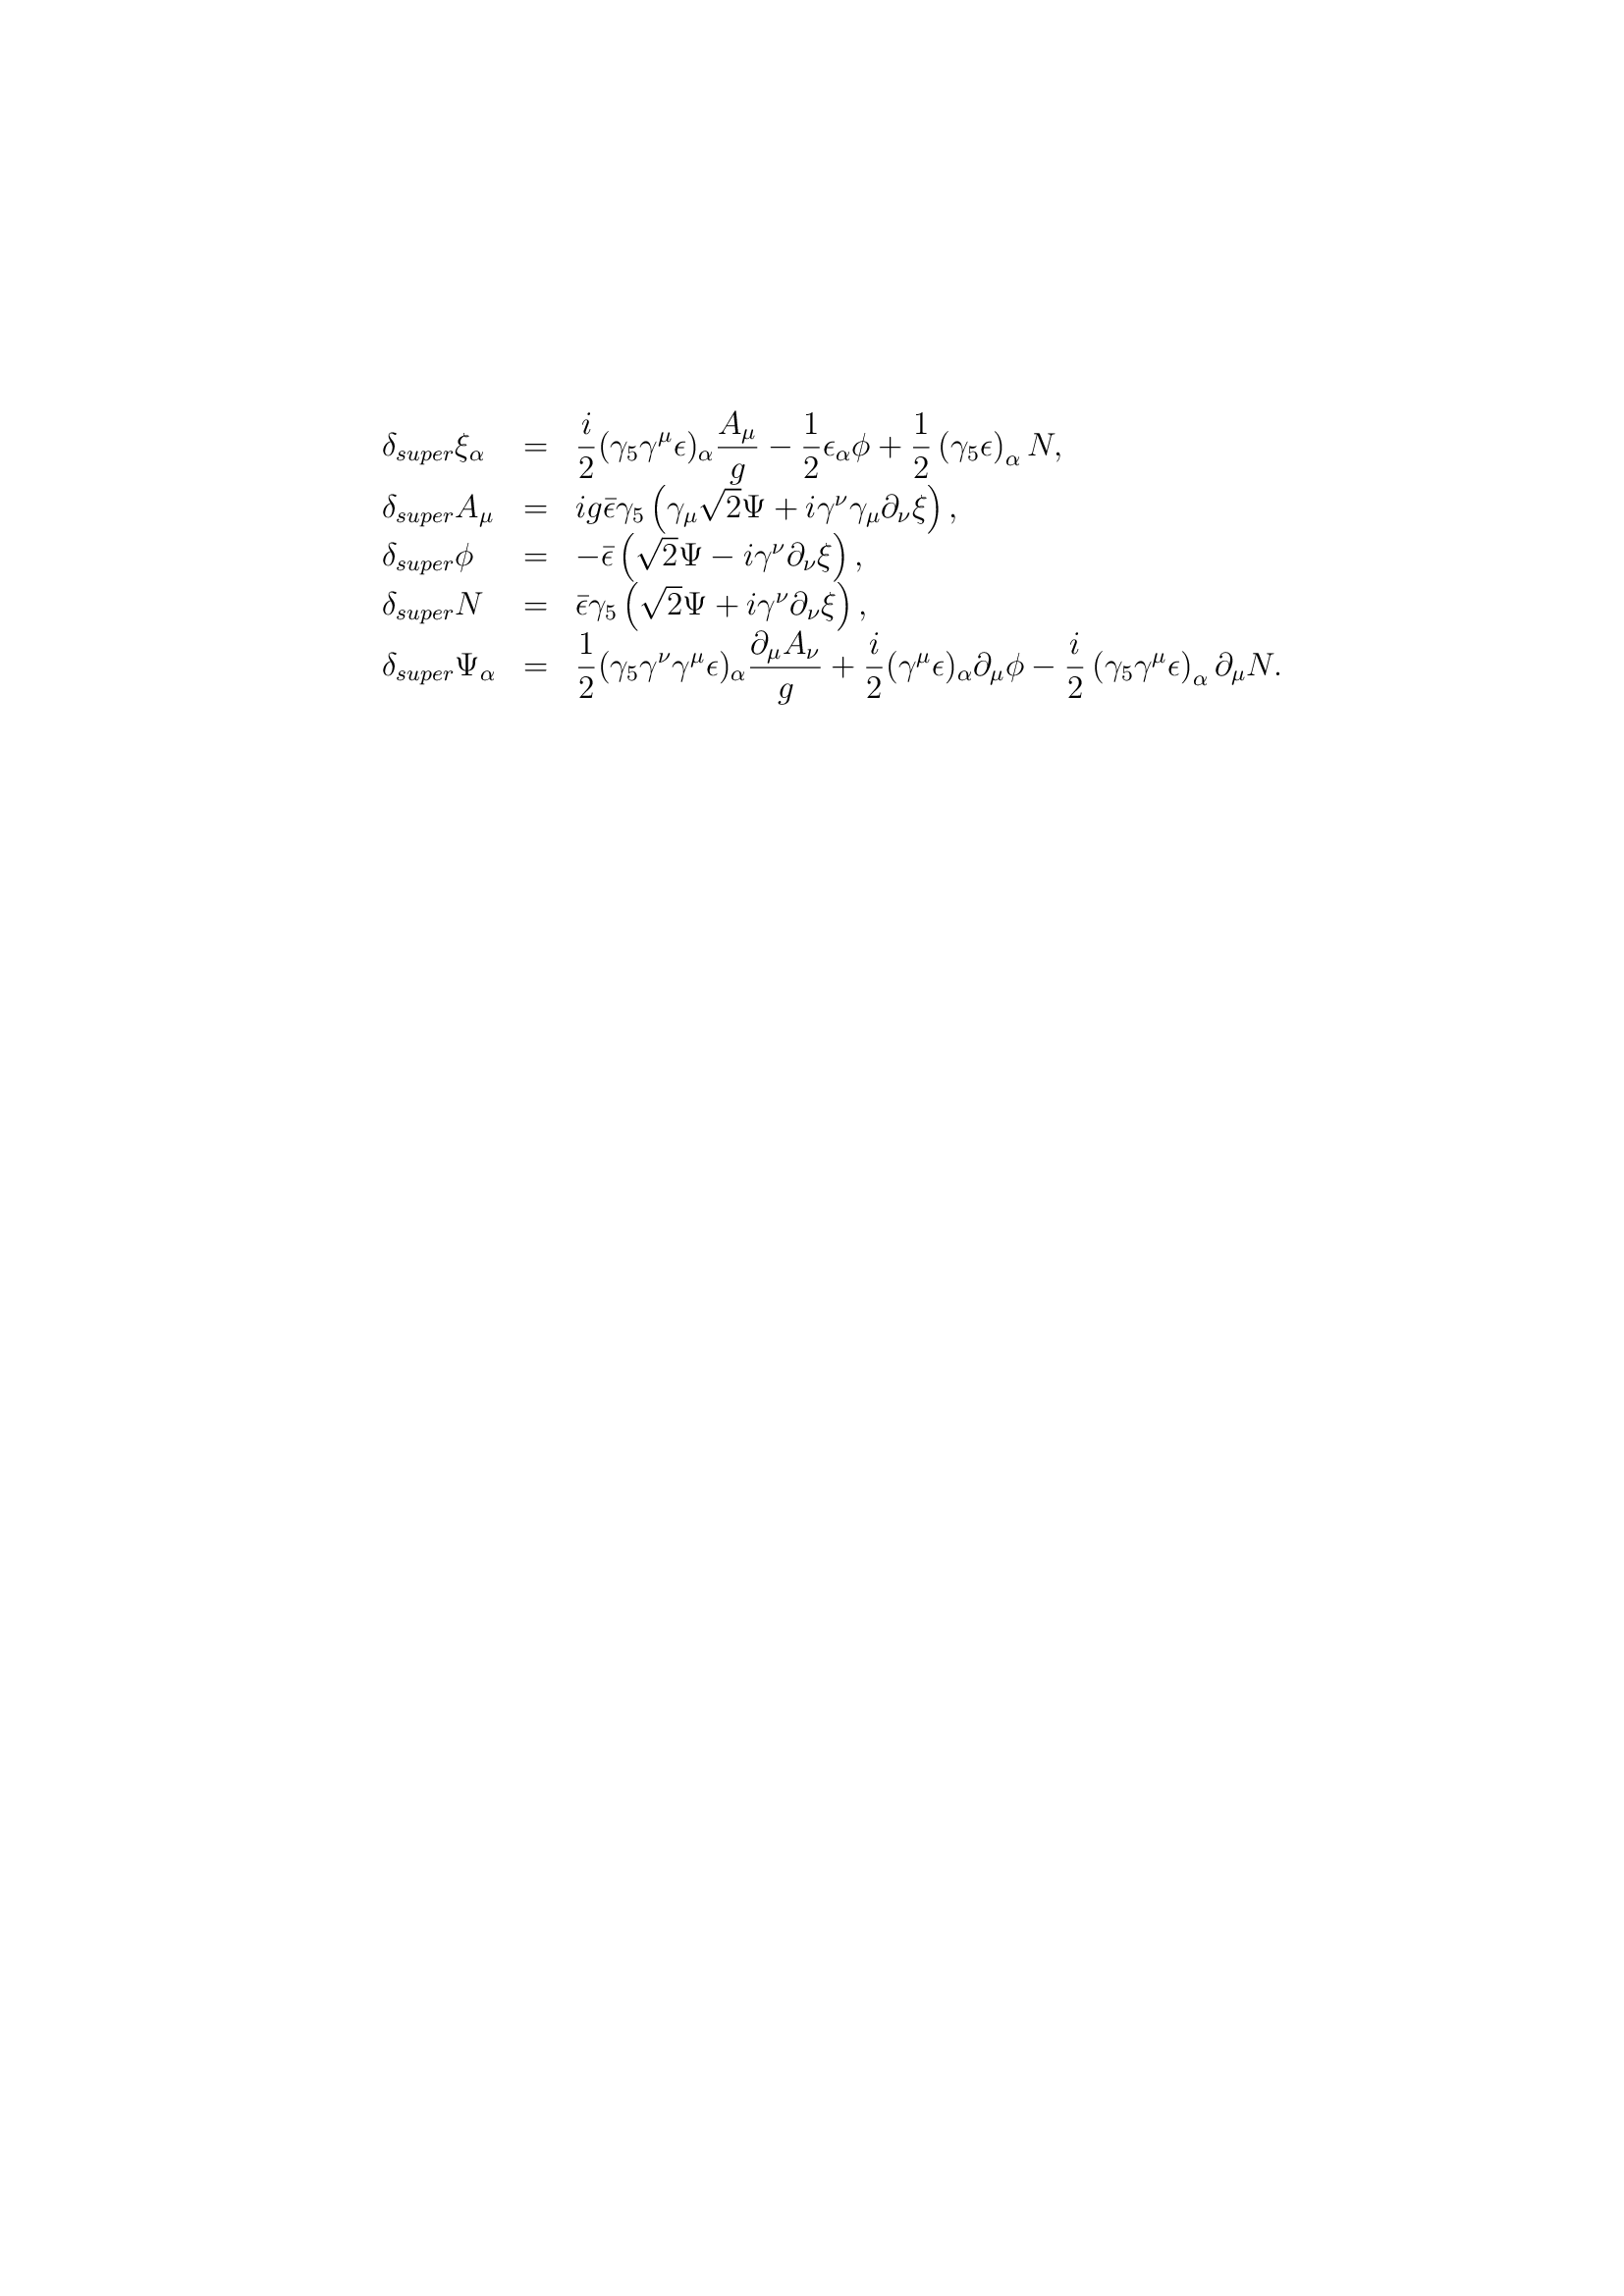 $\delta_{super}\xi_\alpha = \frac{i}{2}(\gamma_5\gamma^\mu\epsilon)_\alpha\frac{A_\mu}{g} - \frac{1}{2}\epsilon_\alpha\phi + \frac{1}{2}\left(\gamma_5\epsilon\right)_\alpha N,$
$\delta_{super}A_\mu = ig\bar{\epsilon}\gamma_5\left(\gamma_\mu\sqrt{2}\Psi + i\gamma^\nu\gamma_\mu\partial_\nu\xi\right),$
$\delta_{super}\phi = -\bar{\epsilon}\left(\sqrt{2}\Psi - i\gamma^\nu\partial_\nu\xi\right),$
$\delta_{super}N = \bar{\epsilon}\gamma_5\left(\sqrt{2}\Psi + i\gamma^\nu\partial_\nu\xi\right),$
$\delta_{super}\Psi_\alpha = \frac{1}{2}(\gamma_5\gamma^\nu\gamma^\mu\epsilon)_\alpha\frac{\partial_\mu A_\nu}{g} + \frac{i}{2}(\gamma^\mu\epsilon)_\alpha\partial_\mu\phi - \frac{i}{2}\left(\gamma_5\gamma^\mu\epsilon\right)_\alpha\partial_\mu N.$